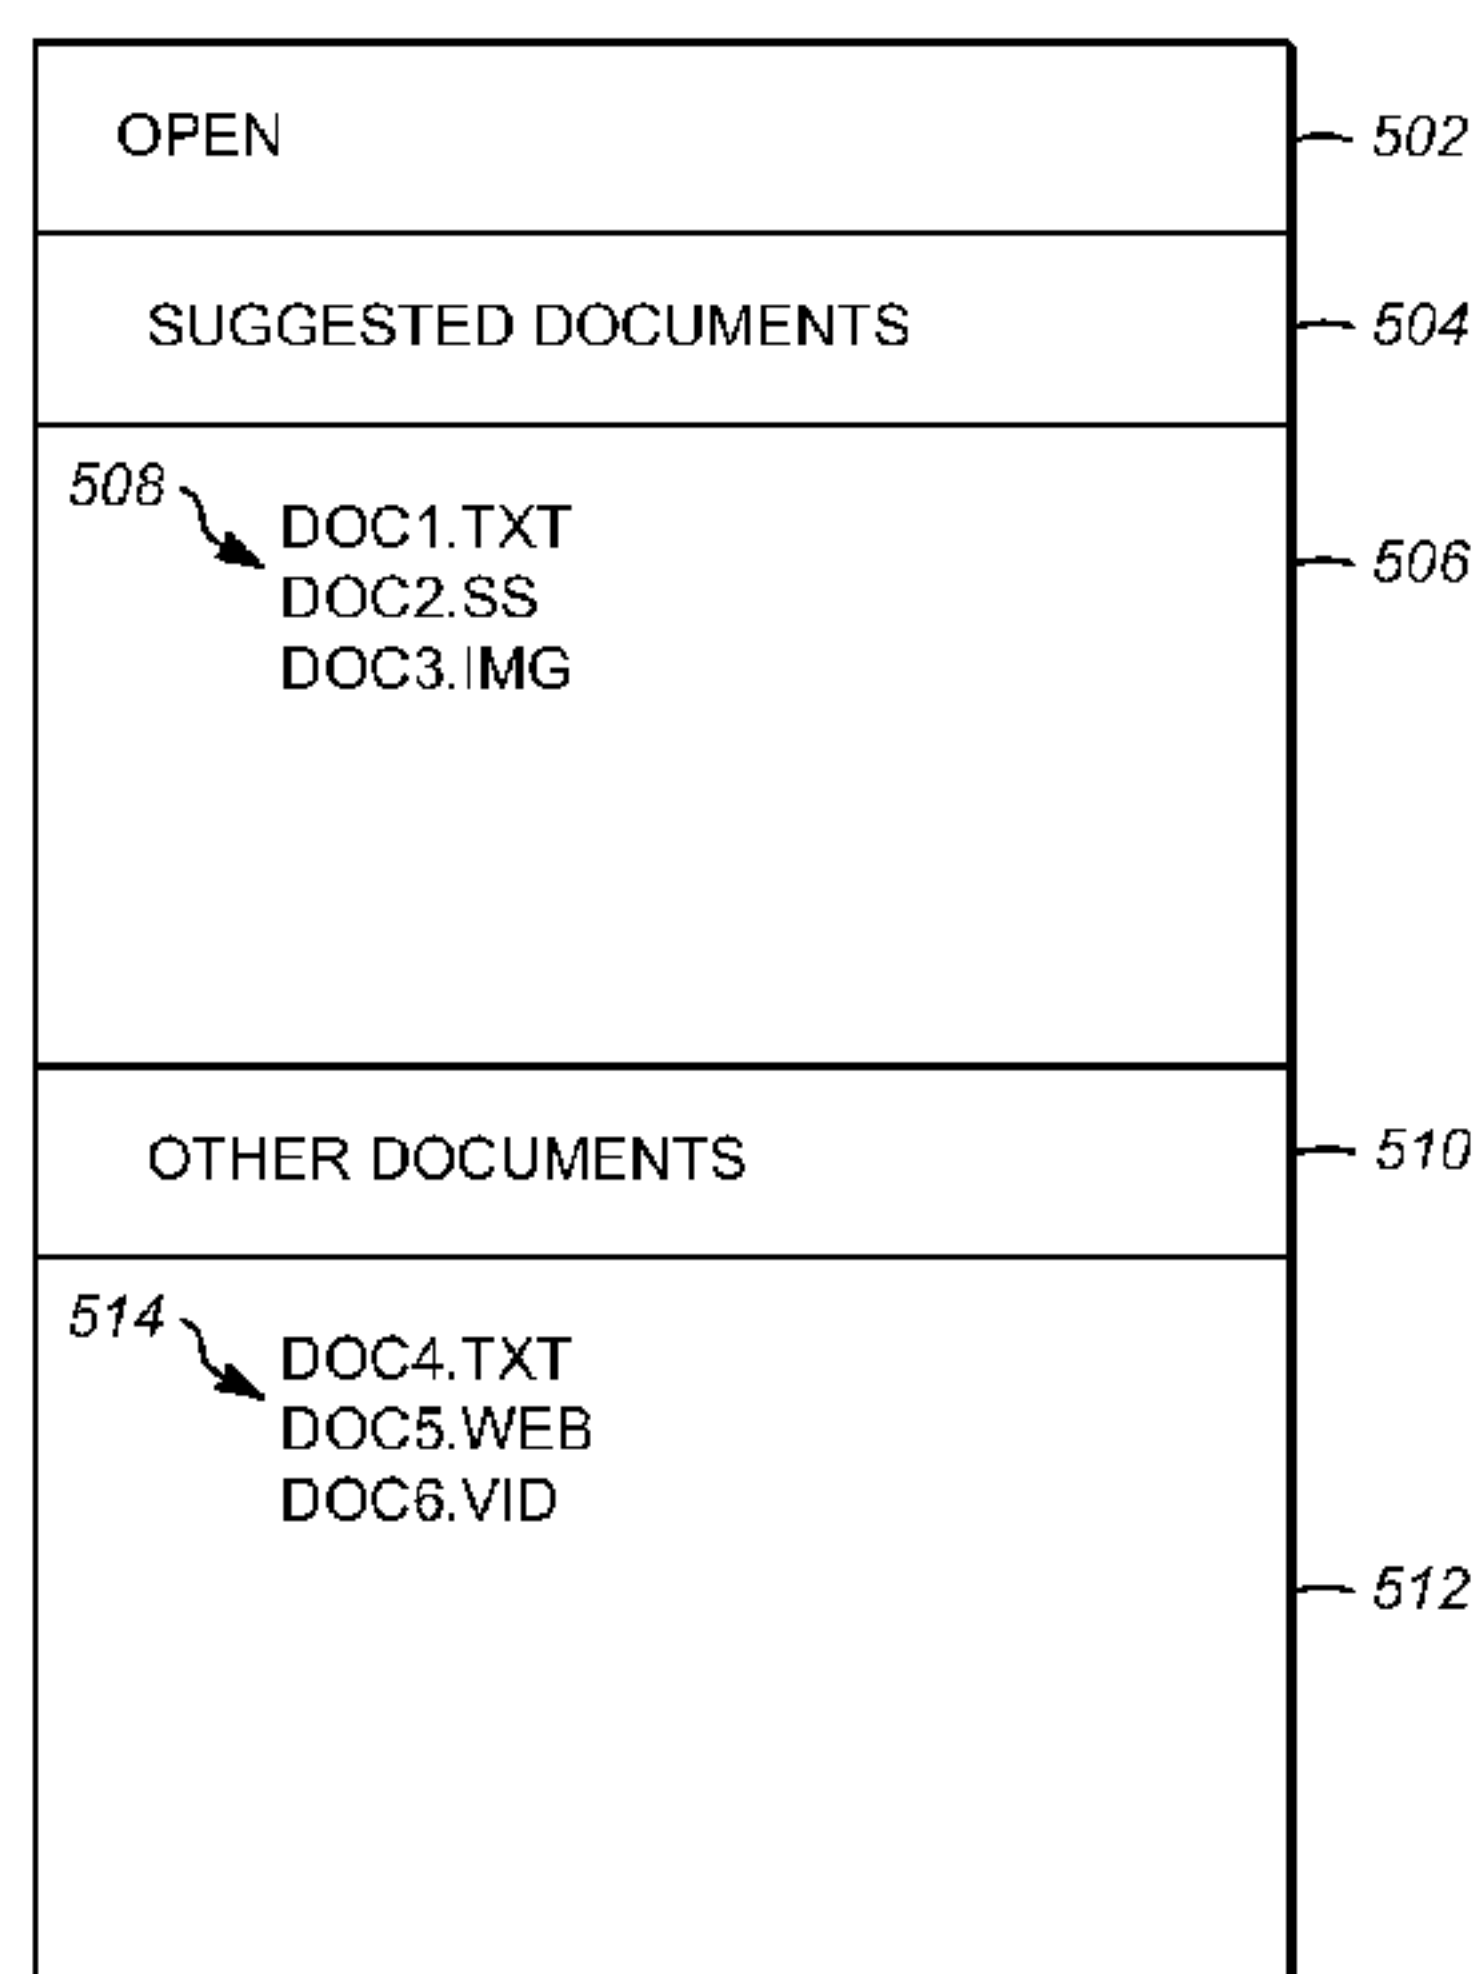 OPEN
502
SUGGESTED DOCUMENTS
504
508
DOC1.TXT
506
DOC2.SS
DOC3.IMG
OTHER DOCUMENTS
510
514
DOC4.TXT
DOC5.WEB
DOC6.VID
512